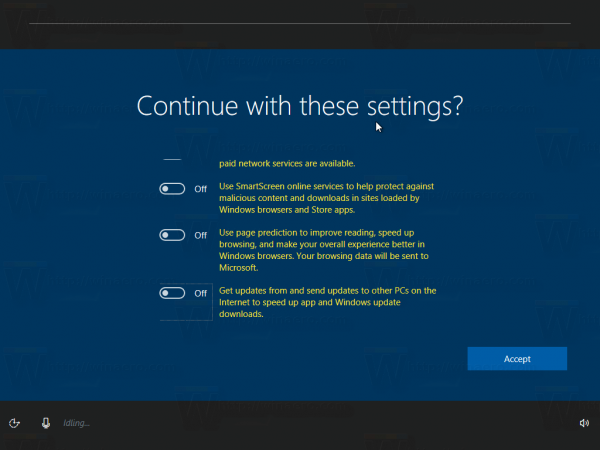 Continue with these settings?
paid network services are available.
Off
Use SmartScreen online services to help protect against
malicious content and downloads in sites loaded by
Windows browsers and Store apps.
Off
Use page prediction to improve reading, speed up
browsing, and make your overall experience better in
Windows browsers. Your browsing data will be sent to
Microsoft.
Off
Get updates from and send updates to other PCs on the
Internet to speed up app and Windows update
downloads.
Accept
Idling...